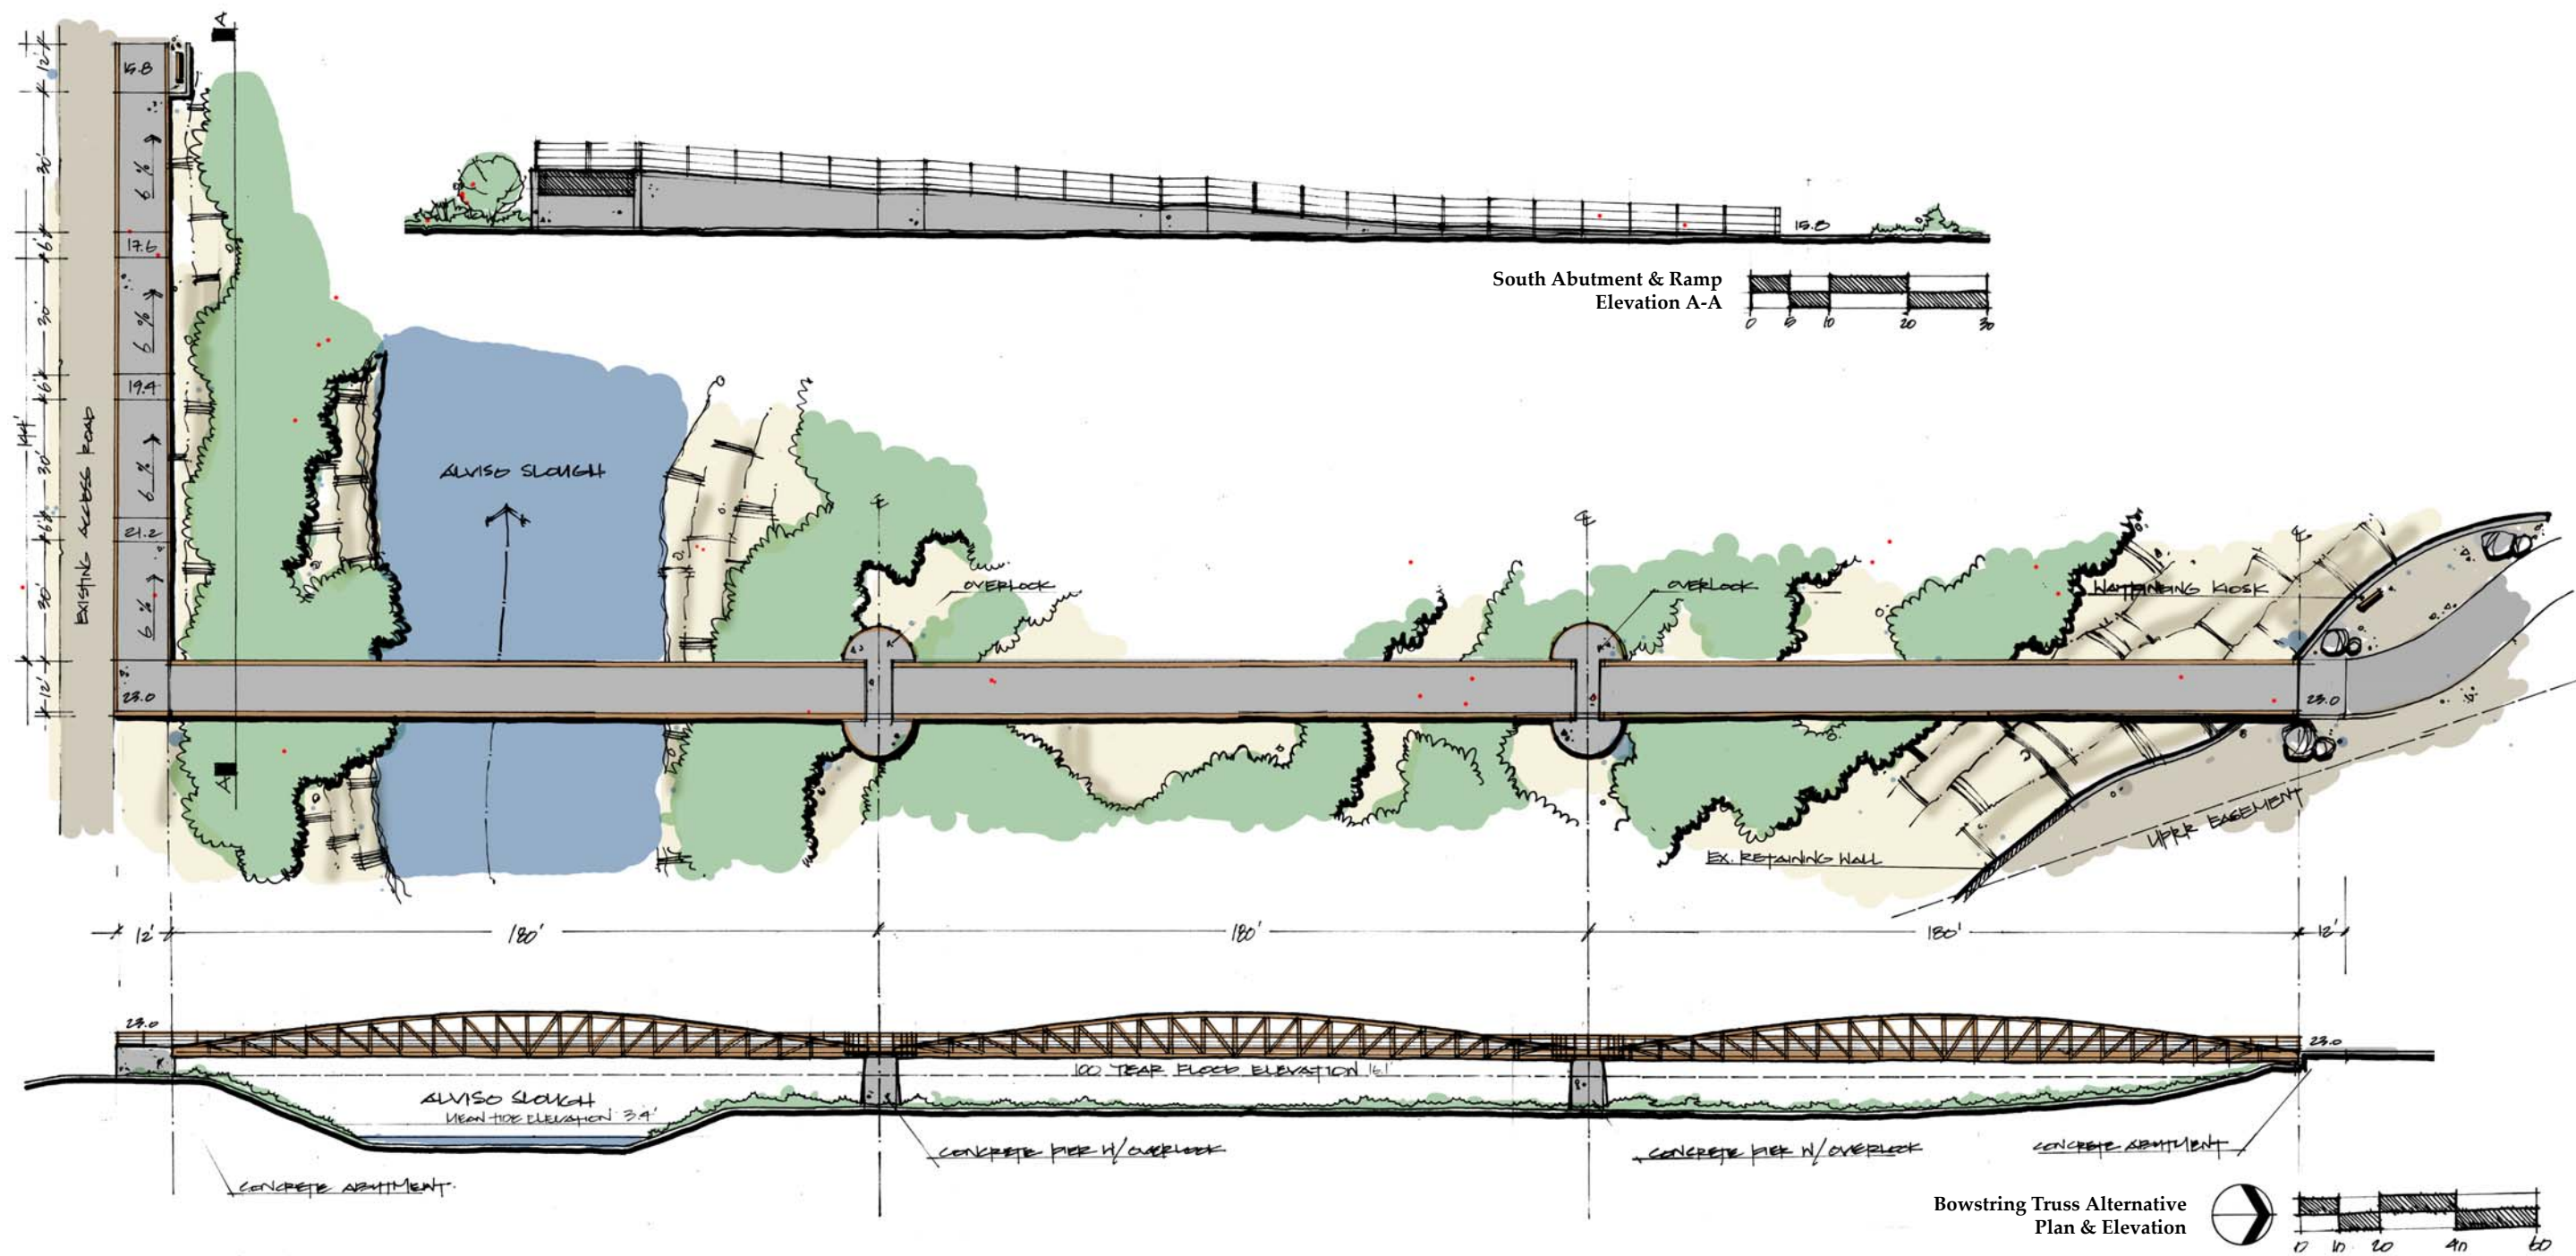 A
12'
15.8
30'
6 %
6'
17.6
30'
6 %
6'
19.4
144'
30'
6 %
6'
21.2
30'
6 %
12'
23.0
EXISTING ACCESS ROAD
A
15.8
South Abutment & Ramp
Elevation A-A
0 5 10 20 30
ALVISO SLOUGH
OVERLOOK
OVERLOOK
WAYFINDING KIOSK
23.0
UPRR EASEMENT
EX. RETAINING WALL
12' 180' 180' 180' 12'
23.0
23.0
100 YEAR FLOOD ELEVATION 16.1'
ALVISO SLOUGH
MEAN TIDE ELEVATION 3.4'
CONCRETE PIER W/ OVERLOOK
CONCRETE PIER W/ OVERLOOK
CONCRETE ABUTMENT
CONCRETE ABUTMENT.
Bowstring Truss Alternative
Plan & Elevation
0 10 20 40 60